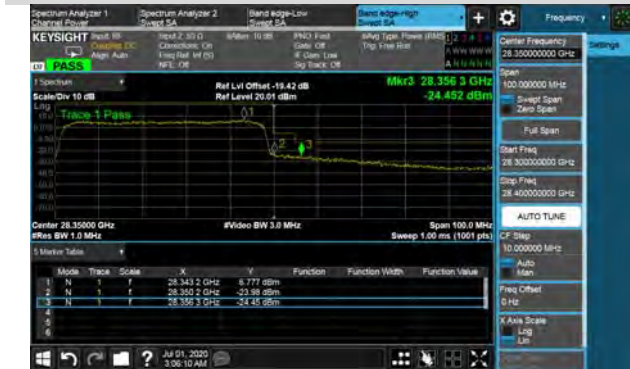 Spectrum Analyzer 1
Channel Power
Spectrum Analyzer 2
Swept SA
Band edge-Low
Swept SA
Band edge-High
Swept SA
Frequency
KEYSIGHT Input: RF
Coupling: DC
Align: Auto
Input Z: 50 Ω
Corrections: On
Freq Ref: Int (S)
NFE: Off
#Atten: 10 dB
PNO: Fast
Gate: Off
IF Gain: Low
Sig Track: Off
#Avg Type: Power (RMS)
Trig: Free Run
PASS
1 Spectrum
Scale/Div 10 dB
Log
Ref Lvl Offset -19.42 dB
Ref Level 20.01 dBm
Mkr3 28.356 3 GHz
-24.452 dBm
Trace 1 Pass
Center 28.35000 GHz
#Res BW 1.0 MHz
#Video BW 3.0 MHz
Span 100.0 MHz
Sweep 1.00 ms (1001 pts)
5 Marker Table
Mode Trace Scale X Y Function Function Width Function Value
1 N 1 f 28.343 2 GHz 6.777 dBm
2 N 1 f 28.350 2 GHz -23.98 dBm
3 N 1 f 28.356 3 GHz -24.45 dBm
4
5
6
Jul 01, 2020
3:06:10 AM
Center Frequency
28.350000000 GHz
Settings
Span
100.000000 MHz
Swept Span
Zero Span
Full Span
Start Freq
28.300000000 GHz
Stop Freq
28.400000000 GHz
AUTO TUNE
CF Step
10.000000 MHz
Auto
Man
Freq Offset
0 Hz
X Axis Scale
Log
Lin